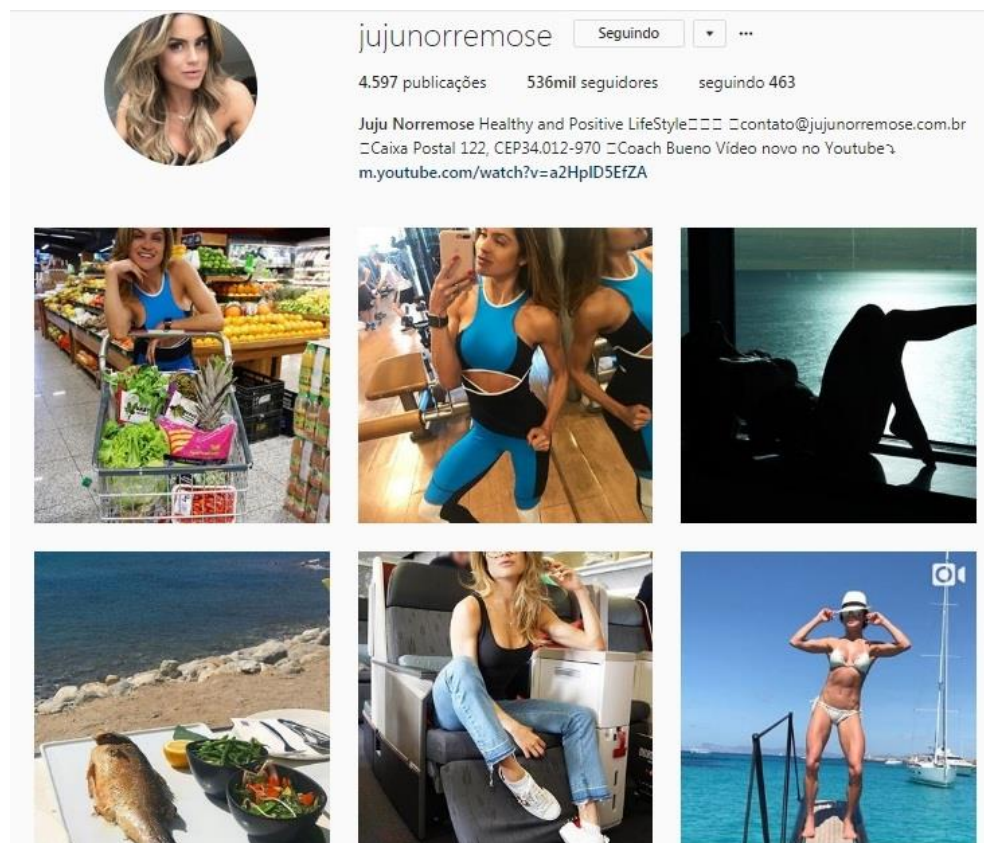 jujunorremose Seguindo
4.597 publicações 536mil seguidores seguindo 463
Juju Norremose Healthy and Positive LifeStyle□□□ □contato@jujunorremose.com.br
□Caixa Postal 122, CEP34.012-970 □Coach Bueno Vídeo novo no Youtube⤵
m.youtube.com/watch?v=a2HpID5EfZA